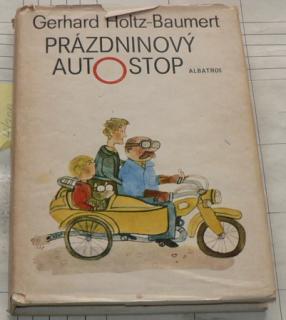 Gerhard Holtz-Baumert
PRÁZDNINOVÝ
AUTOSTOP ALBATROS